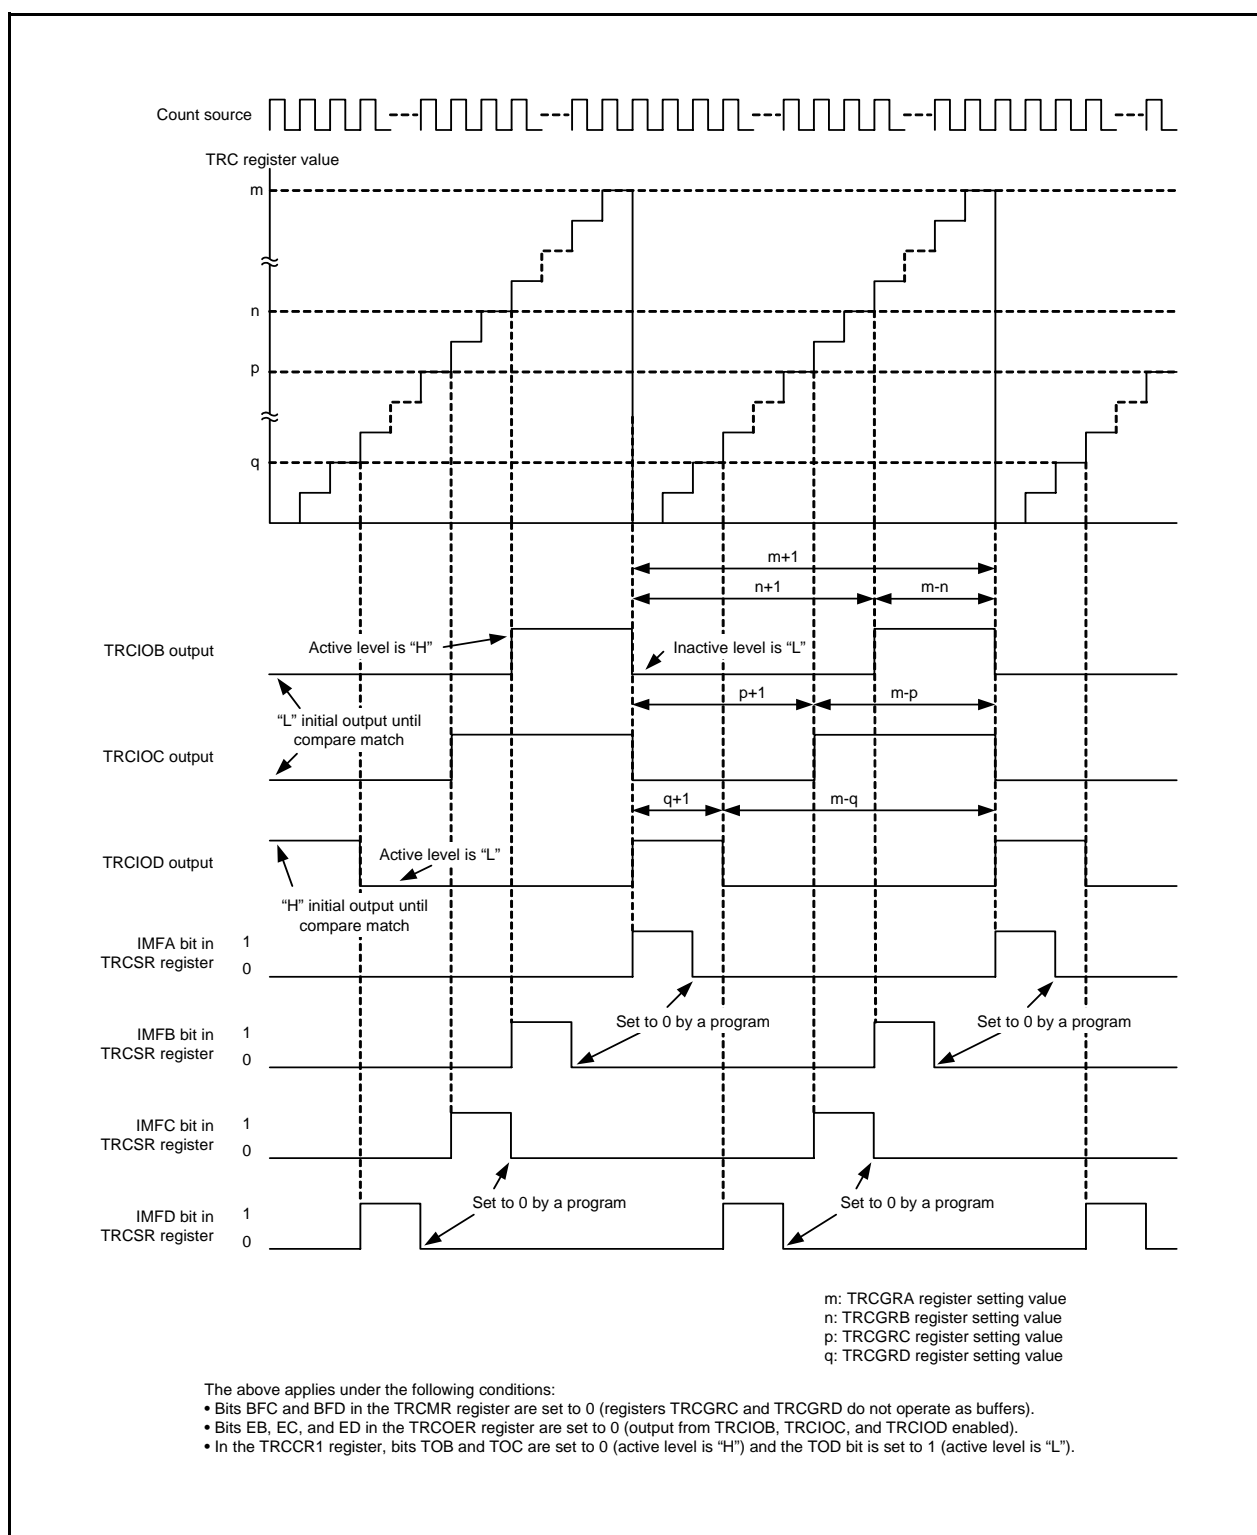 Count source
TRC register value
m
n
p
q
m+1
n+1
m-n
TRCIOB output
Active level is “H”
Inactive level is “L”
p+1
m-p
“L” initial output until
compare match
TRCIOC output
q+1
m-q
TRCIOD output
Active level is “L”
“H” initial output until
compare match
IMFA bit in
TRCSR register
1
0
Set to 0 by a program
Set to 0 by a program
IMFB bit in
TRCSR register
1
0
IMFC bit in
TRCSR register
1
0
Set to 0 by a program
Set to 0 by a program
IMFD bit in
TRCSR register
1
0
m: TRCGRA register setting value
n: TRCGRB register setting value
p: TRCGRC register setting value
q: TRCGRD register setting value
The above applies under the following conditions:
• Bits BFC and BFD in the TRCMR register are set to 0 (registers TRCGRC and TRCGRD do not operate as buffers).
• Bits EB, EC, and ED in the TRCOER register are set to 0 (output from TRCIOB, TRCIOC, and TRCIOD enabled).
• In the TRCCR1 register, bits TOB and TOC are set to 0 (active level is “H”) and the TOD bit is set to 1 (active level is “L”).